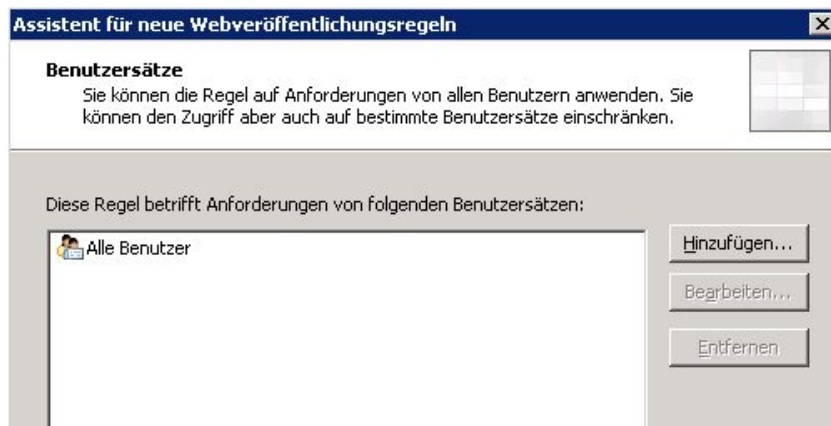 Assistent für neue Webveröffentlichungsregeln
Benutzersätze
Sie können die Regel auf Anforderungen von allen Benutzern anwenden. Sie
können den Zugriff aber auch auf bestimmte Benutzersätze einschränken.
Diese Regel betrifft Anforderungen von folgenden Benutzersätzen:
Alle Benutzer
Hinzufügen...
Bearbeiten...
Entfernen